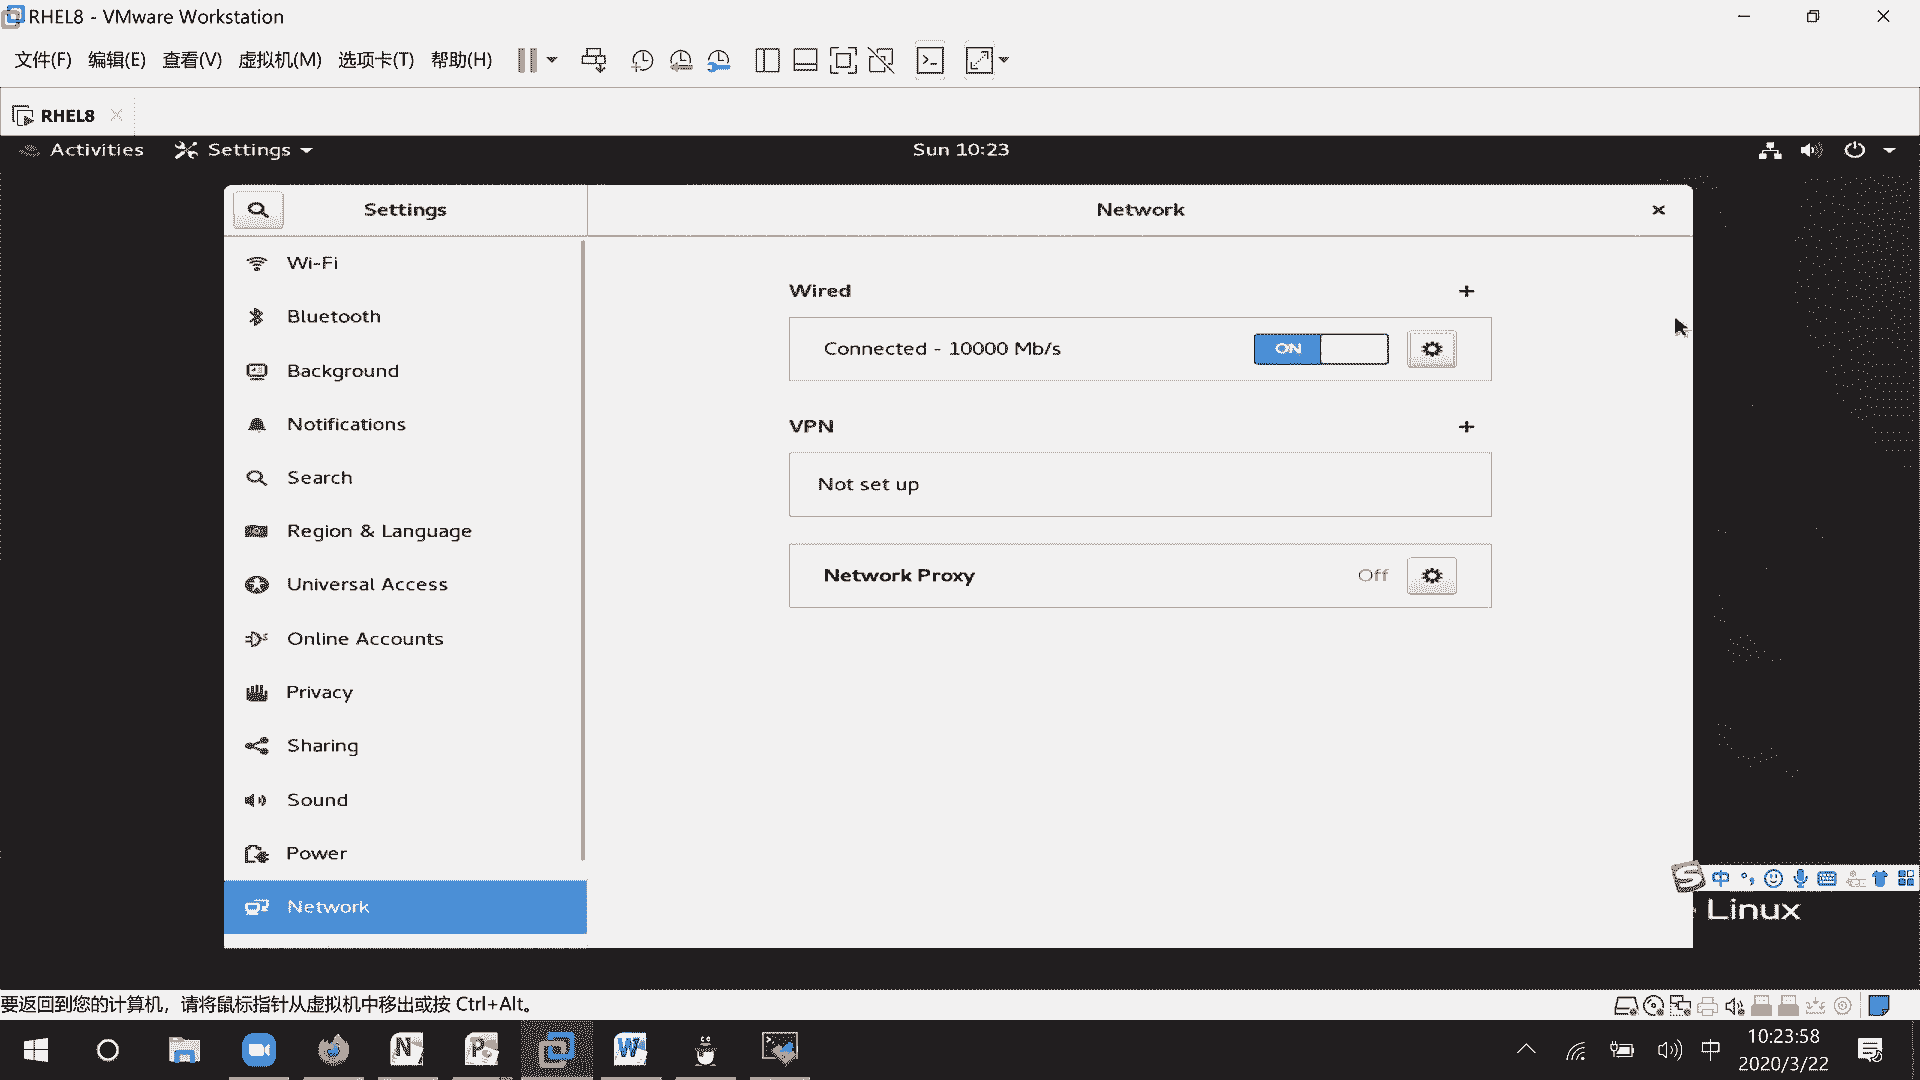 RHEL8 - VMware Workstation
文件(F) 编辑(E) 查看(V) 虚拟机(M) 选项卡(T) 帮助(H)
RHEL8
Activities Settings Sun 10:23
Settings Network
Wi-Fi
Bluetooth
Background
Notifications
Search
Region & Language
Universal Access
Online Accounts
Privacy
Sharing
Sound
Power
Network
Wired
Connected - 10000 Mb/s ON
VPN
Not set up
Network Proxy Off
中
Linux
要返回到您的计算机，请将鼠标指针从虚拟机中移出或按 Ctrl+Alt。
中
10:23:58
2020/3/22